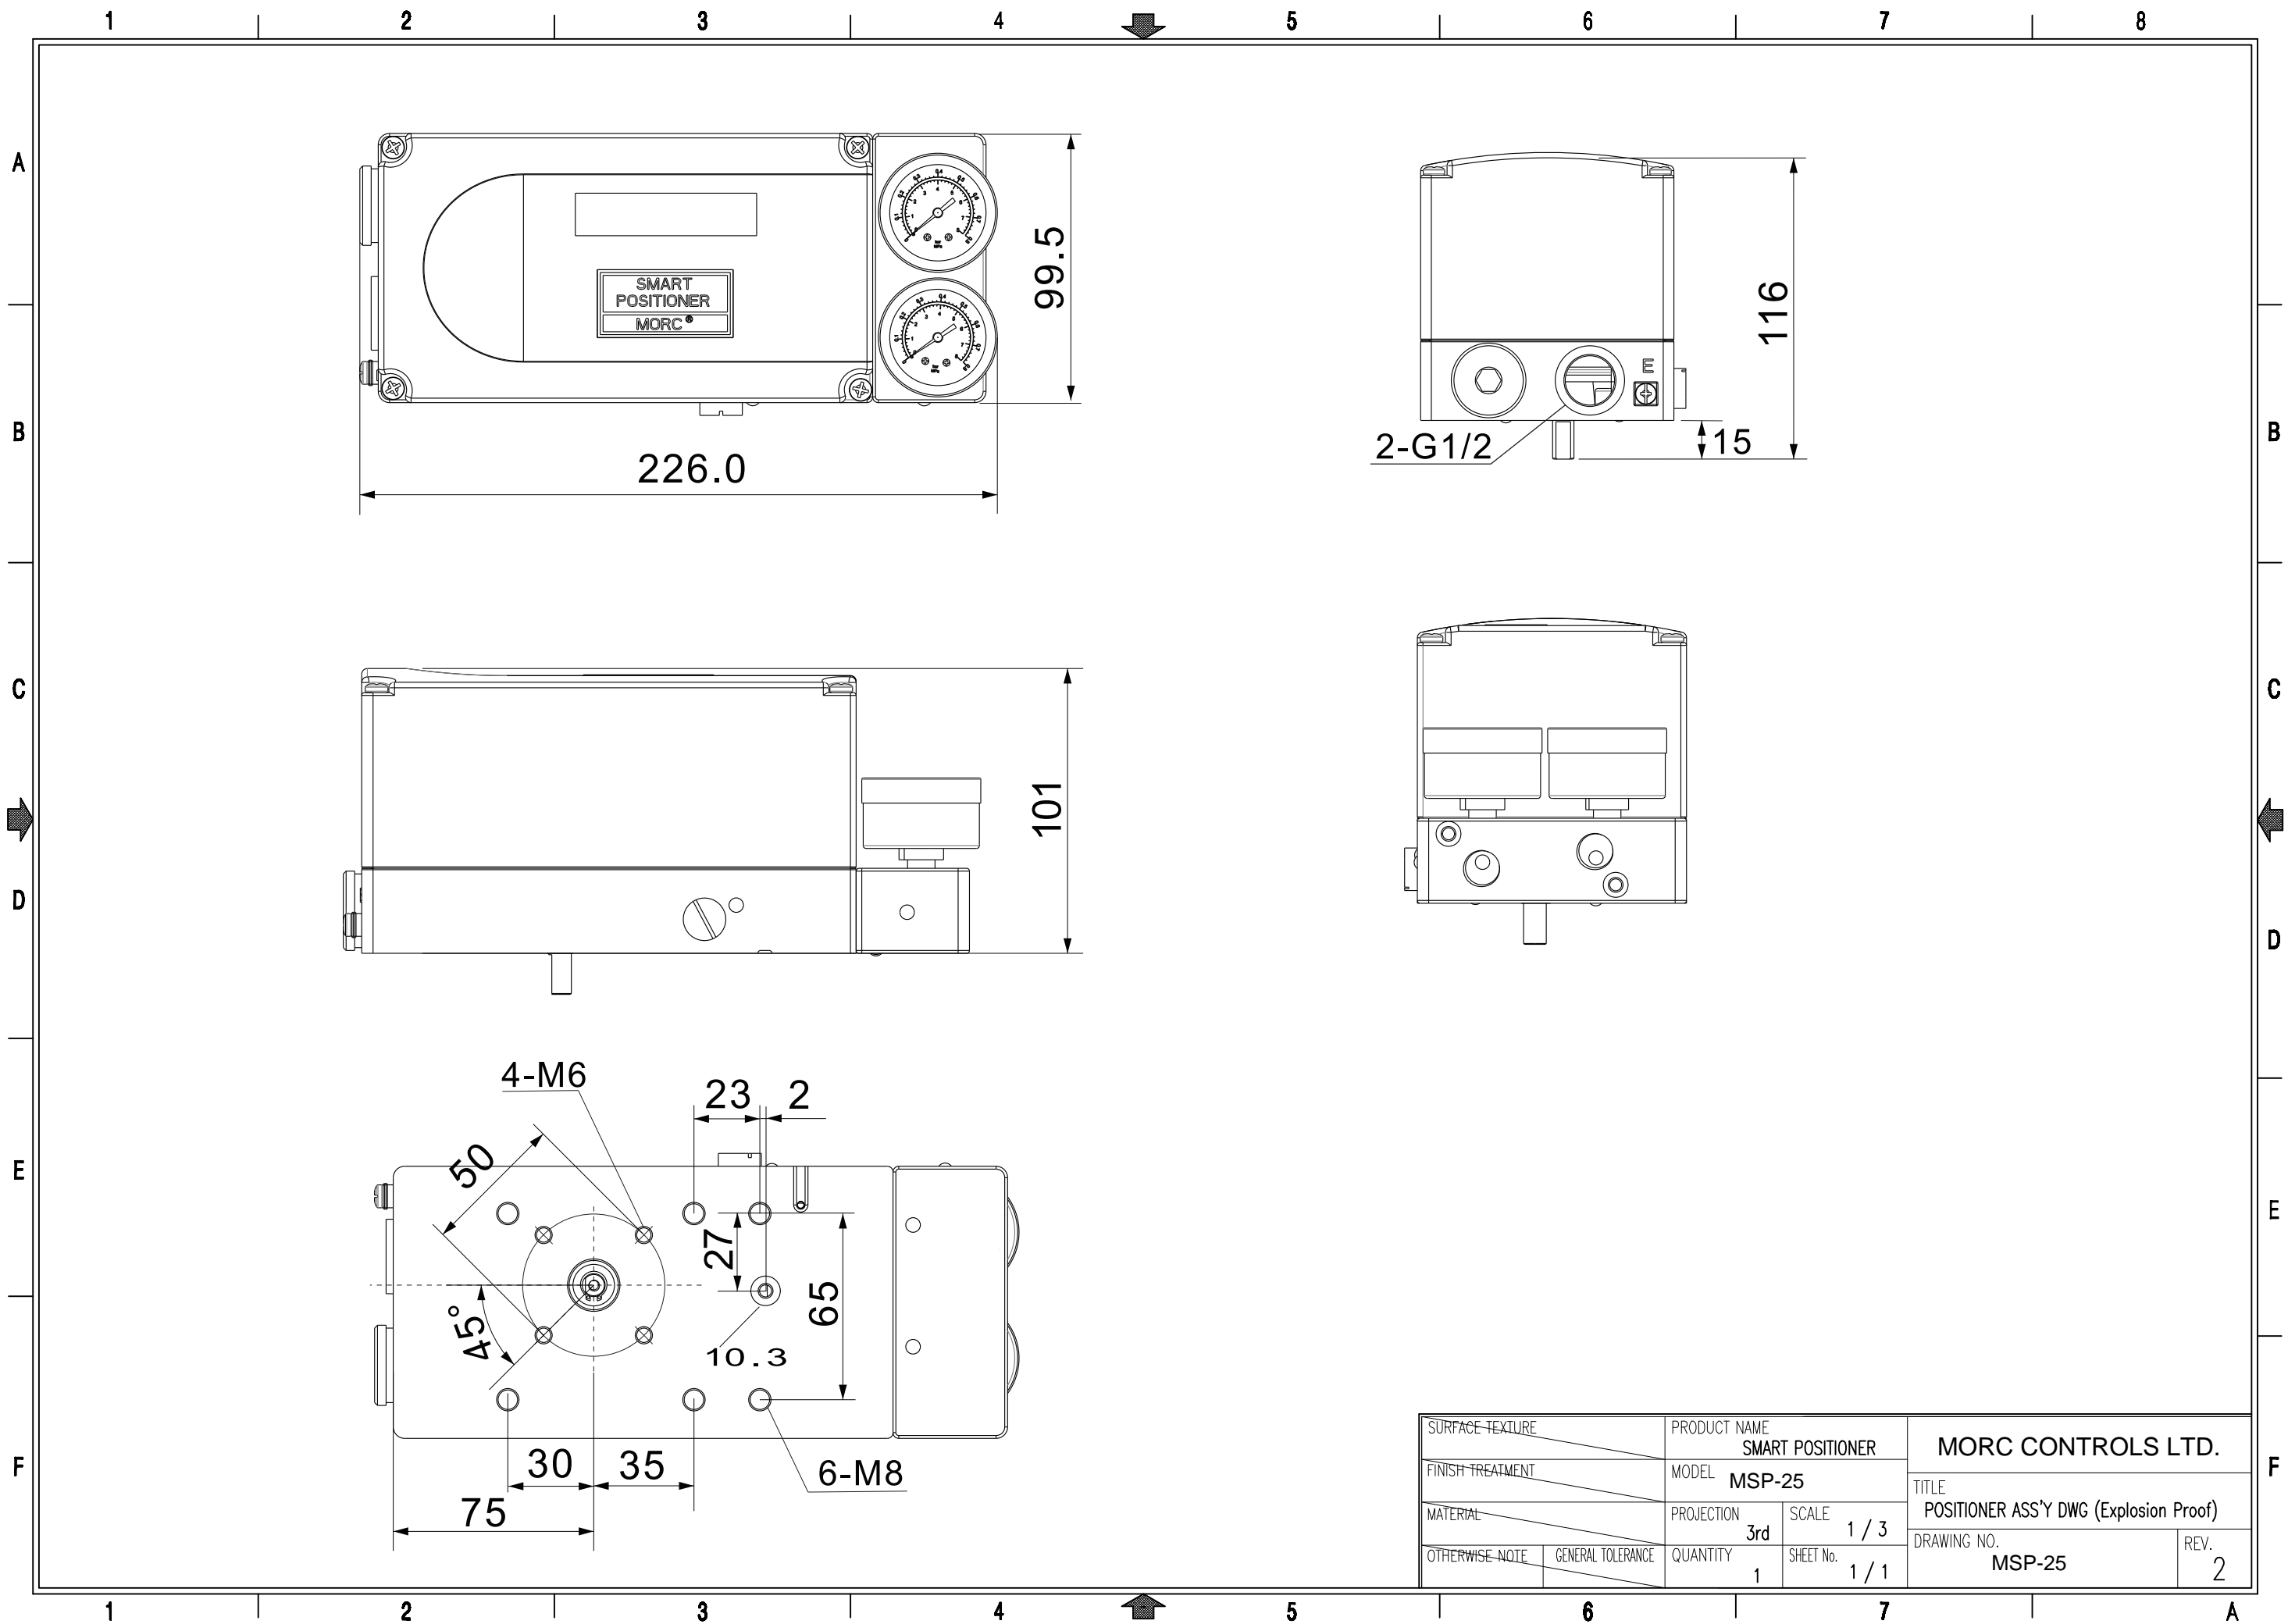 1 2 3 4 5 6 7 8
A
B
C
D
E
F
B
C
D
E
F
SMART
POSITIONER
MORC®
99.5
226.0
116
E
2-G1/2
15
101
4-M6
23 2
50
27
65
45°
10.3
30 35
6-M8
75
SURFACE TEXTURE
FINISH TREATMENT
MATERIAL
OTHERWISE NOTE GENERAL TOLERANCE
PRODUCT NAME
SMART POSITIONER
MODEL MSP-25
PROJECTION 3rd
SCALE 1 / 3
QUANTITY 1
SHEET No. 1 / 1
MORC CONTROLS LTD.
TITLE
POSITIONER ASS'Y DWG (Explosion Proof)
DRAWING NO.
MSP-25
REV.
2
1 2 3 4 5 6 7 A